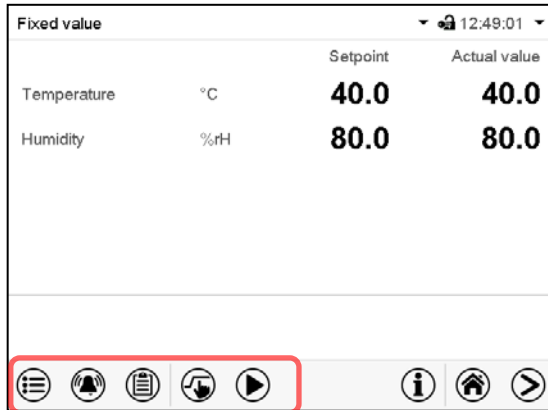 Fixed value 12:49:01
Setpoint Actual value
Temperature °C 40.0 40.0
Humidity %rH 80.0 80.0